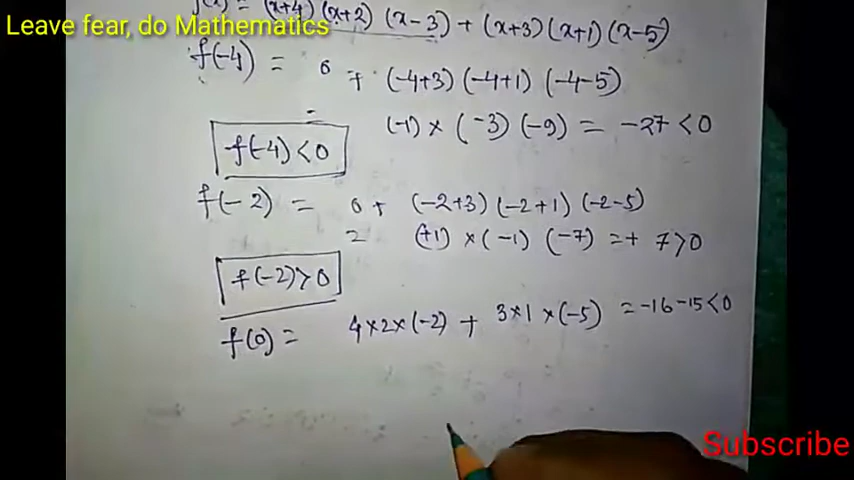 f(x) = (x+4) (x+2) (x-3) + (x+3) (x+1) (x-5)
Leave fear, do Mathematics
f(-4) = 0 + (-4+3) (-4+1) (-4-5)
= (-1) × (-3) (-9) = -27 < 0
f(-4) < 0
f(-2) = 0 + (-2+3) (-2+1) (-2-5)
= (+1) × (-1) (-7) = + 7 > 0
f(-2) > 0
f(0) = 4×2×(-2) + 3×1×(-5) = -16-15 < 0
Subscribe